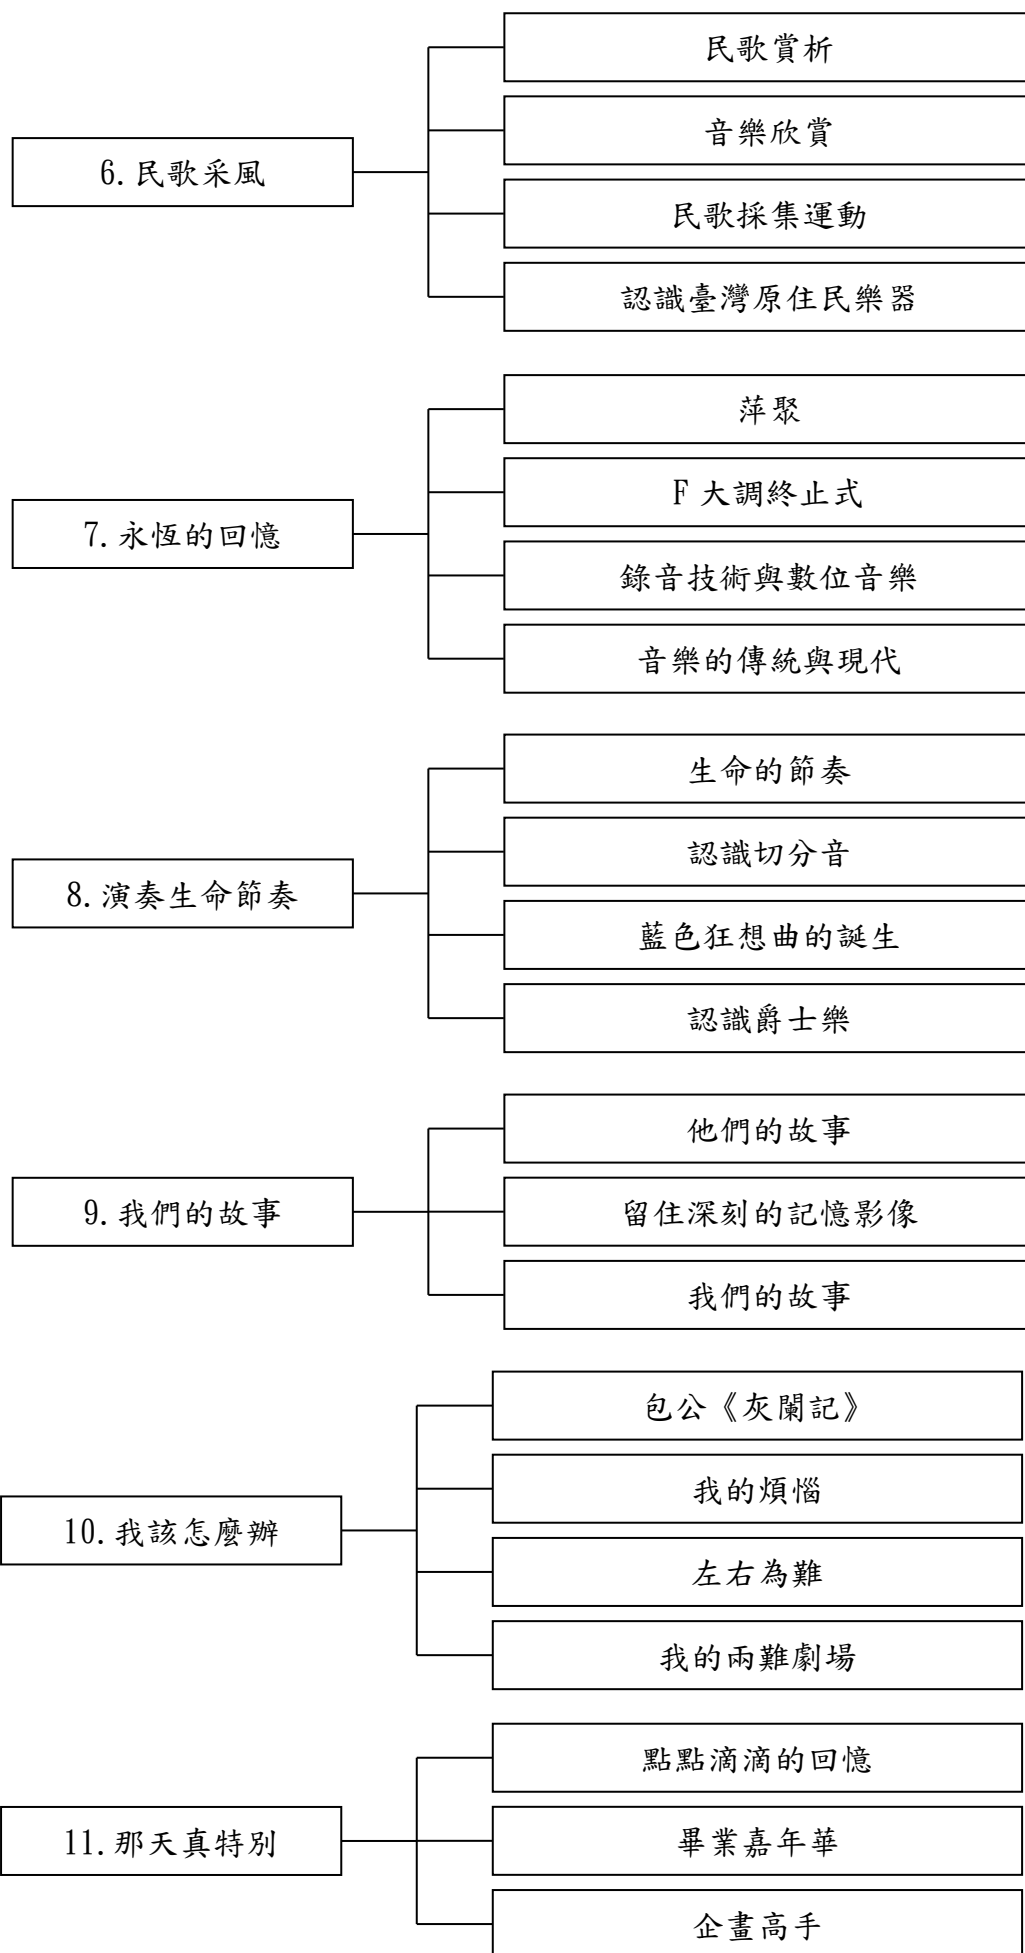 6.民歌采風
民歌賞析
音樂欣賞
民歌採集運動
認識臺灣原住民樂器
7.永恆的回憶
萍聚
F 大調終止式
錄音技術與數位音樂
音樂的傳統與現代
8.演奏生命節奏
生命的節奏
認識切分音
藍色狂想曲的誕生
認識爵士樂
9.我們的故事
他們的故事
留住深刻的記憶影像
我們的故事
10.我該怎麼辦
包公《灰闌記》
我的煩惱
左右為難
我的兩難劇場
11.那天真特別
點點滴滴的回憶
畢業嘉年華
企畫高手